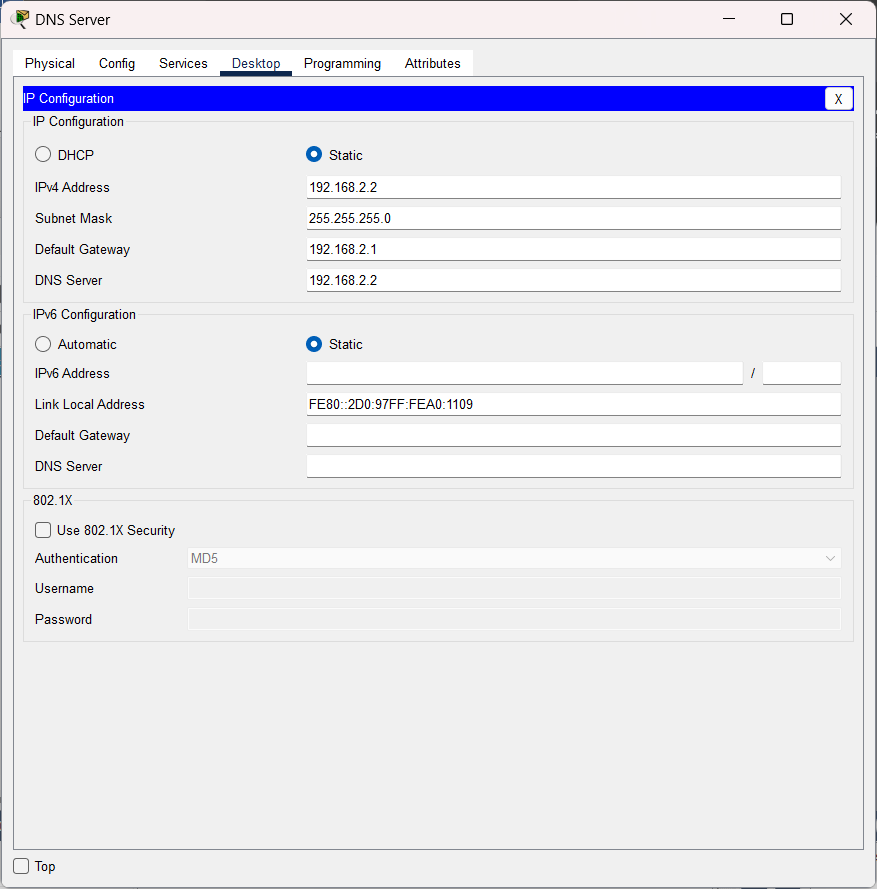 DNS Server
Physical Config Services Desktop Programming Attributes
IP Configuration X
IP Configuration
DHCP Static
IPv4 Address 192.168.2.2
Subnet Mask 255.255.255.0
Default Gateway 192.168.2.1
DNS Server 192.168.2.2
IPv6 Configuration
Automatic Static
IPv6 Address /
Link Local Address FE80::2D0:97FF:FEA0:1109
Default Gateway
DNS Server
802.1X
Use 802.1X Security
Authentication MD5
Username
Password
Top